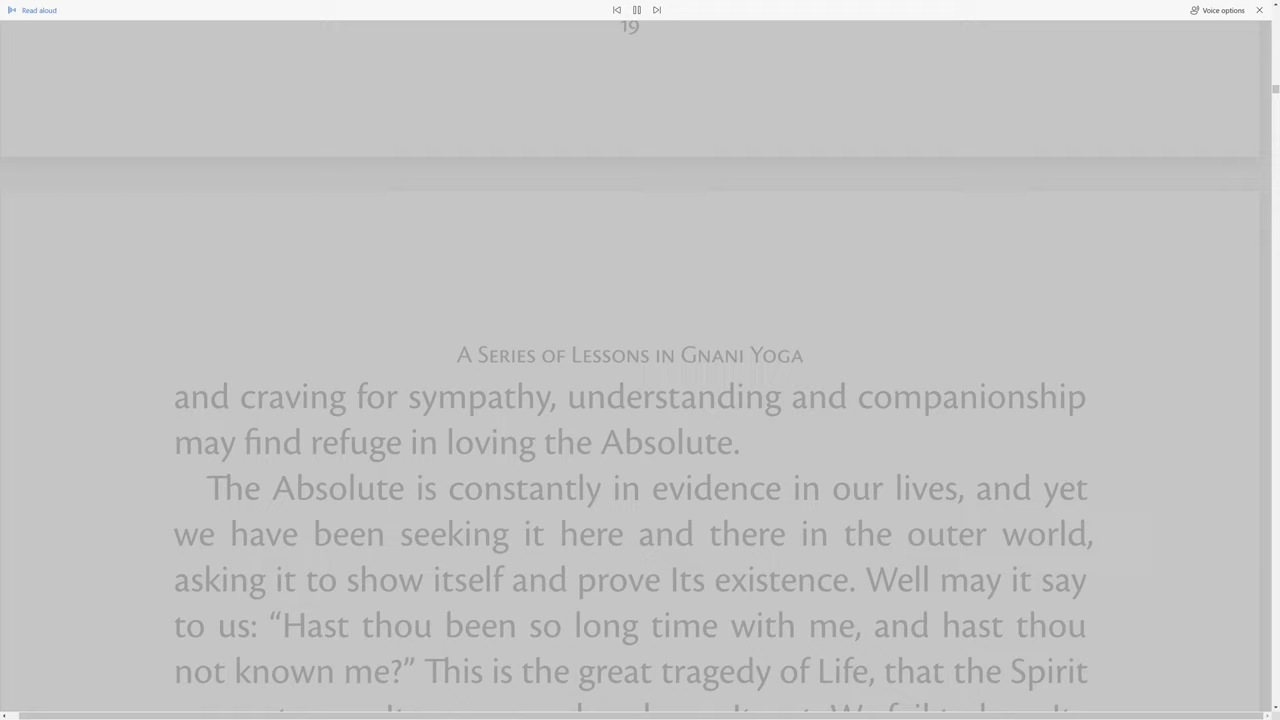 Read aloud
Voice options
19
A Series of Lessons in Gnani Yoga
and craving for sympathy, understanding and companionship
may find refuge in loving the Absolute.
The Absolute is constantly in evidence in our lives, and yet
we have been seeking it here and there in the outer world,
asking it to show itself and prove Its existence. Well may it say
to us: “Hast thou been so long time with me, and hast thou
not known me?” This is the great tragedy of Life, that the Spirit